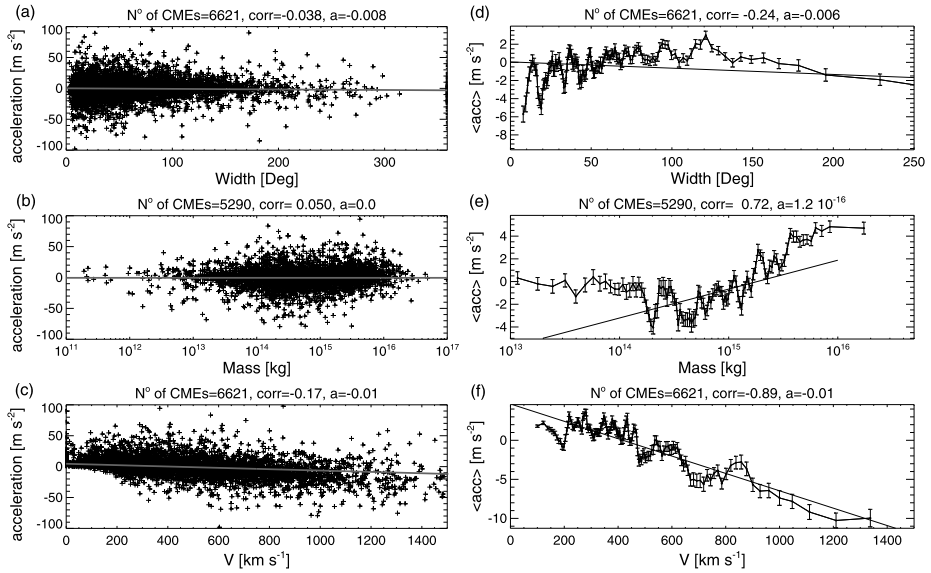 (a) Nº of CMEs=6621, corr=-0.038, a=-0.008
acceleration [m s⁻²]
100
50
0
-50
-100
0 100 200 300
Width [Deg]
(d) Nº of CMEs=6621, corr= -0.24, a=-0.006
<acc> [m s⁻²]
2
0
-2
-4
-6
-8
0 50 100 150 200 250
Width [Deg]
(b) Nº of CMEs=5290, corr= 0.050, a=0.0
acceleration [m s⁻²]
100
50
0
-50
-100
10¹¹ 10¹² 10¹³ 10¹⁴ 10¹⁵ 10¹⁶ 10¹⁷
Mass [kg]
(e) Nº of CMEs=5290, corr= 0.72, a=1.2 10⁻¹⁶
<acc> [m s⁻²]
4
2
0
-2
-4
10¹³ 10¹⁴ 10¹⁵ 10¹⁶
Mass [kg]
(c) Nº of CMEs=6621, corr=-0.17, a=-0.01
acceleration [m s⁻²]
100
50
0
50
-100
0 200 400 600 800 1000 1200 1400
V [km s⁻¹]
(f) Nº of CMEs=6621, corr=-0.89, a=-0.01
<acc> [m s⁻²]
0
-5
-10
0 200 400 600 800 1000 1200 1400
V [km s⁻¹]